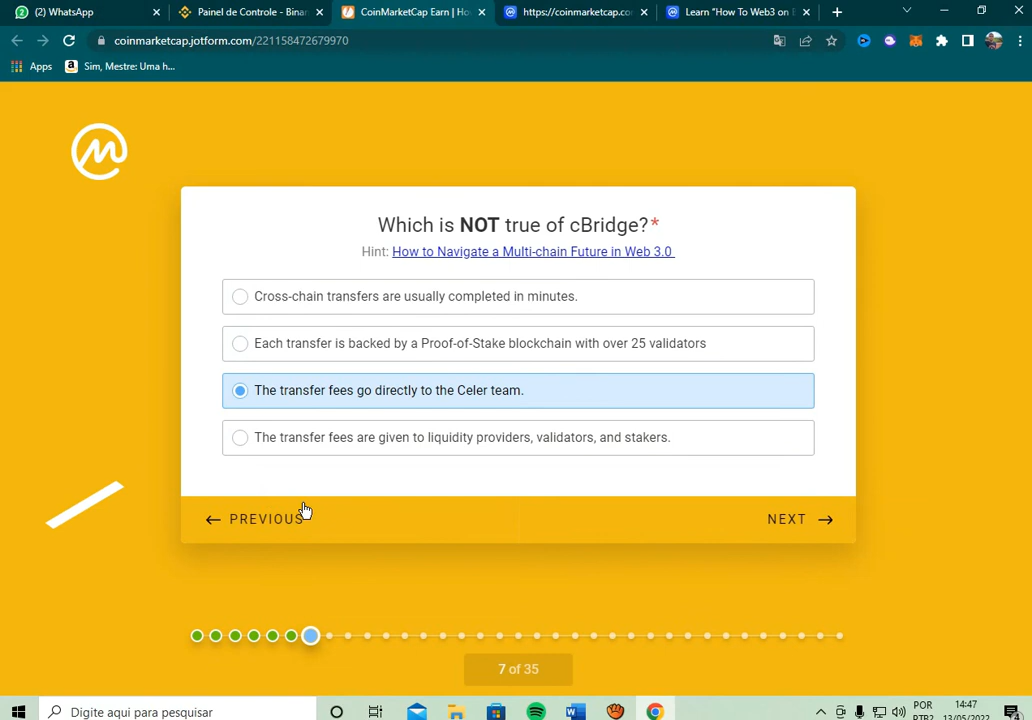 (2) WhatsApp
Painel de Controle - Binan
CoinMarketCap Earn | Ho
https://coinmarketcap.co
Learn "How To Web3 on
coinmarketcap.jotform.com/221158472679970
Apps
Sim, Mestre: Uma h...
Which is NOT true of cBridge?*
Hint: How to Navigate a Multi-chain Future in Web 3.0
Cross-chain transfers are usually completed in minutes.
Each transfer is backed by a Proof-of-Stake blockchain with over 25 validators
The transfer fees go directly to the Celer team.
The transfer fees are given to liquidity providers, validators, and stakers.
PREVIOUS
NEXT
7 of 35
Digite aqui para pesquisar
POR
PTB2
14:47
13/05/2022